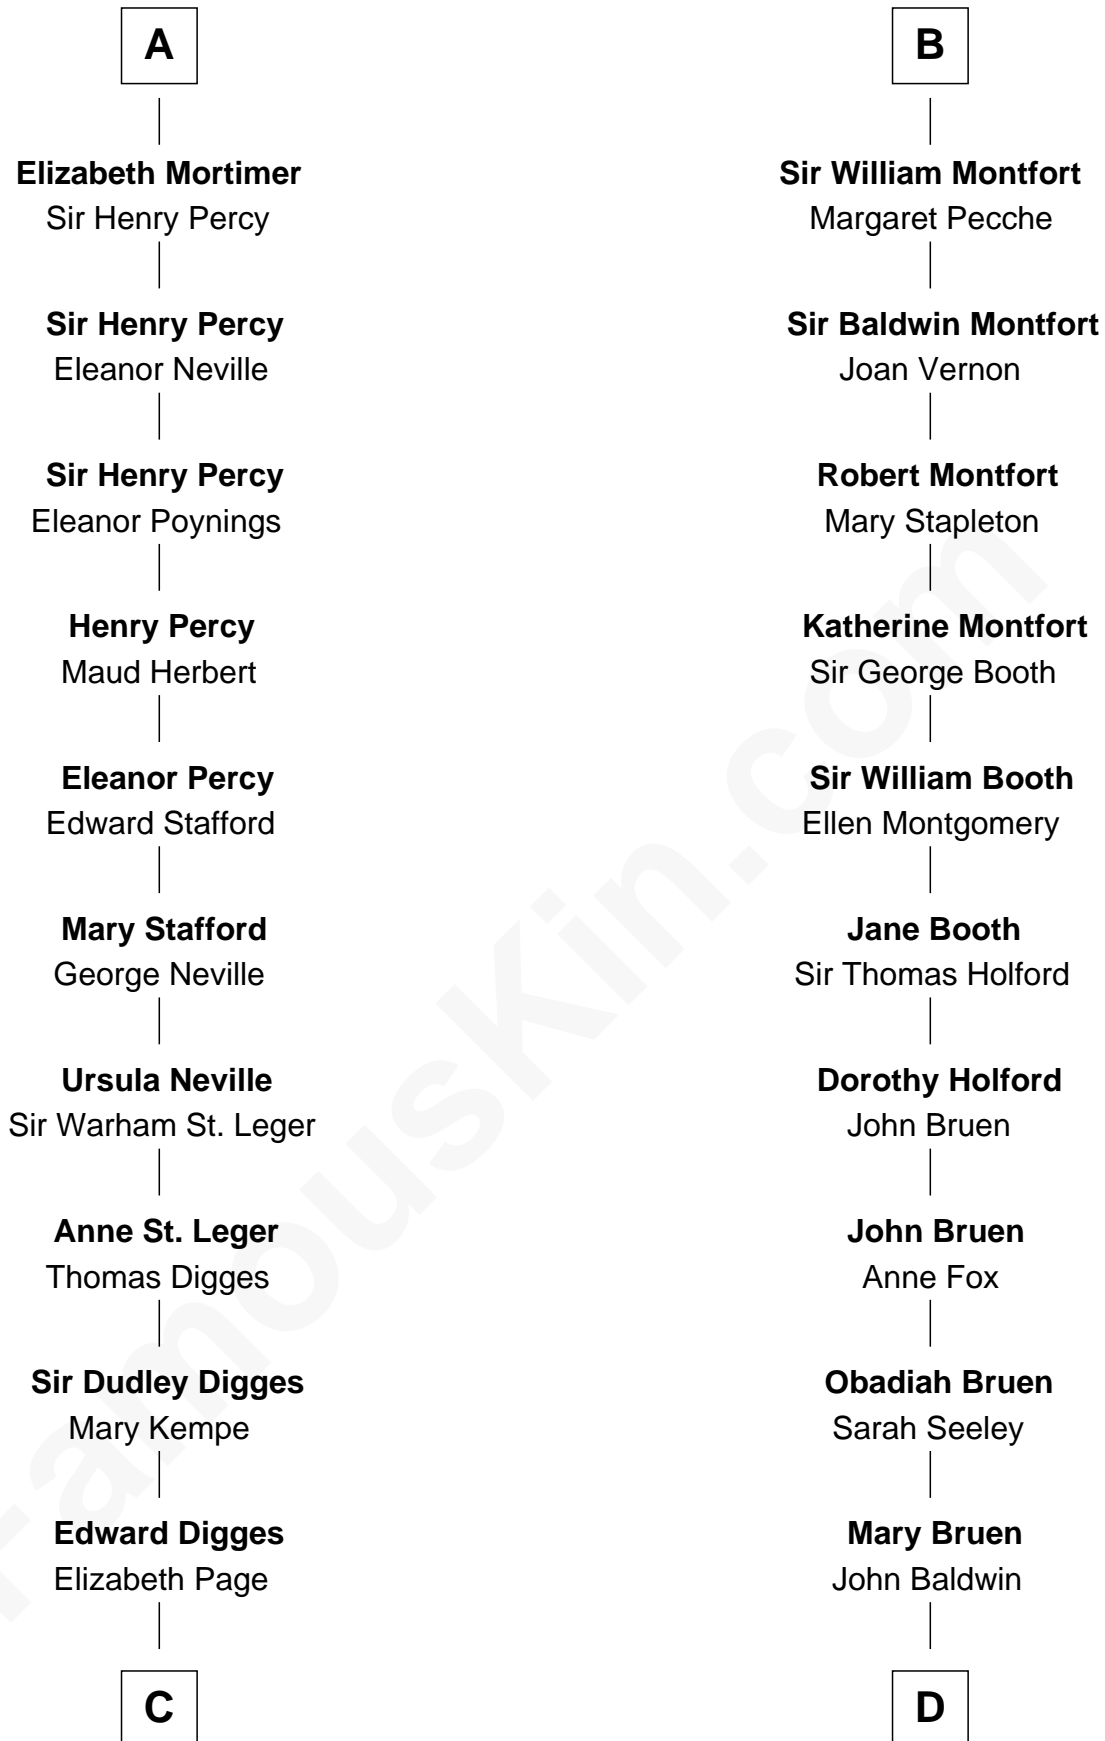 A
Elizabeth Mortimer
Sir Henry Percy
Sir Henry Percy
Eleanor Neville
Sir Henry Percy
Eleanor Poynings
Henry Percy
Maud Herbert
Eleanor Percy
Edward Stafford
Mary Stafford
George Neville
Ursula Neville
Sir Warham St. Leger
Anne St. Leger
Thomas Digges
Sir Dudley Digges
Mary Kempe
Edward Digges
Elizabeth Page
C
B
Sir William Montfort
Margaret Pecche
Sir Baldwin Montfort
Joan Vernon
Robert Montfort
Mary Stapleton
Katherine Montfort
Sir George Booth
Sir William Booth
Ellen Montgomery
Jane Booth
Sir Thomas Holford
Dorothy Holford
John Bruen
John Bruen
Anne Fox
Obadiah Bruen
Sarah Seeley
Mary Bruen
John Baldwin
D
FamousKin.com